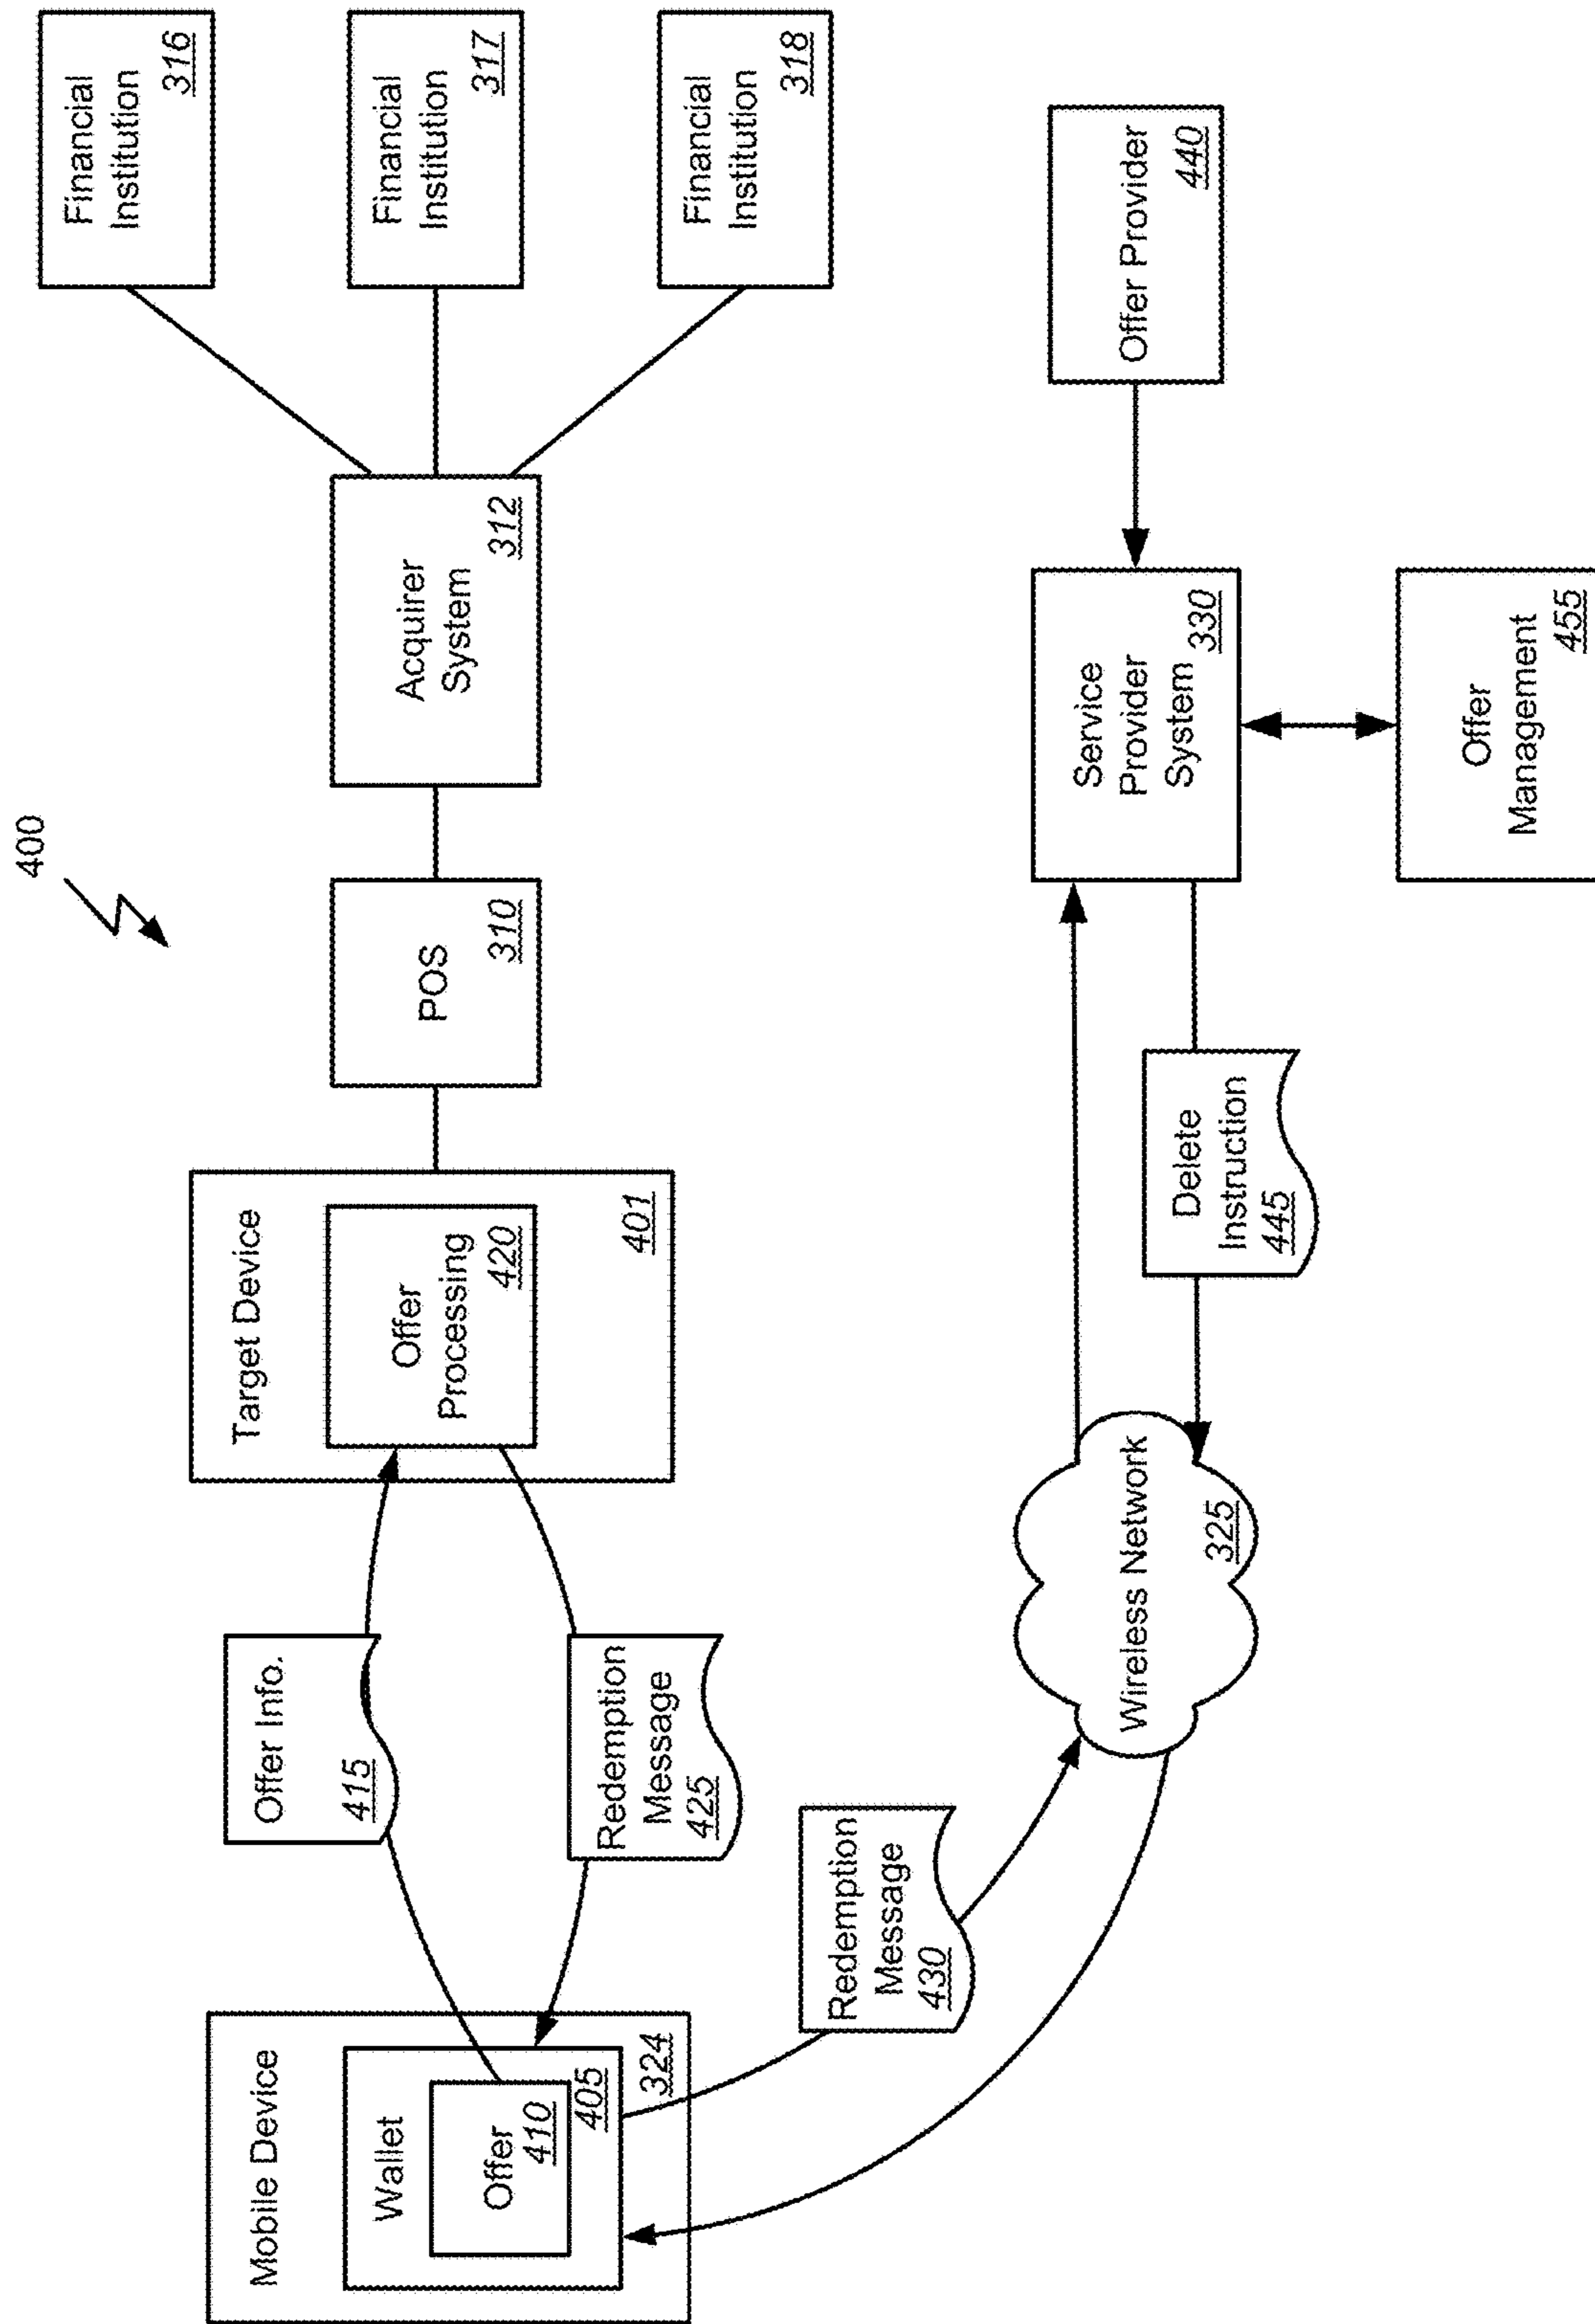 400
Mobile Device
Wallet
Offer
410
405
324
Offer Info.
415
Redemption
Message
425
Target Device
Offer
Processing
420
401
POS
310
Acquirer
System
312
Financial
Institution
316
Financial
Institution
317
Financial
Institution
318
Redemption
Message
430
Wireless Network
325
Delete
Instruction
445
Service
Provider
System
330
Offer Provider
440
Offer
Management
455